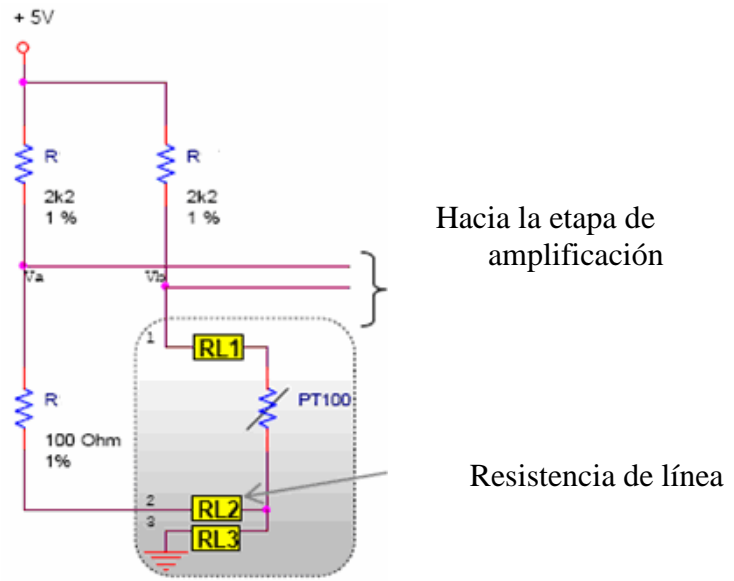 + 5V
R
2k2
1 %
R
2k2
1 %
Hacia la etapa de
amplificación
Va
Vb
1
RL1
R
100 Ohm
1%
PT100
2
RL2
3
RL3
Resistencia de línea